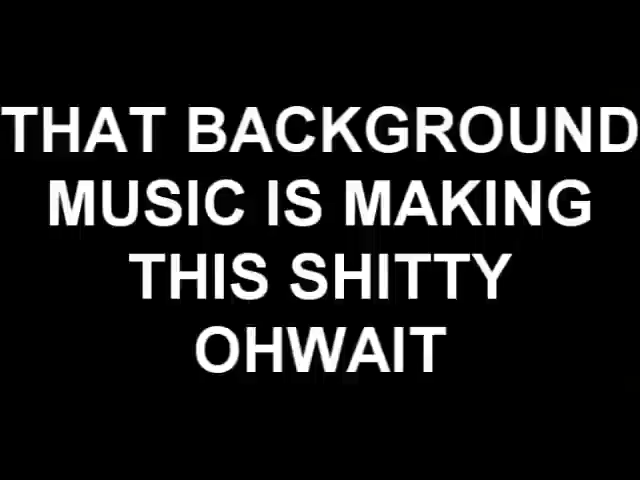 THAT BACKGROUND
MUSIC IS MAKING
THIS SHITTY
OHWAIT